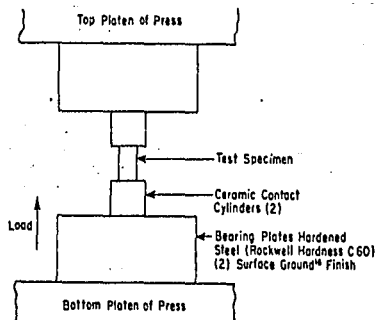 Top Platen of Press
Test Specimen
Ceramic Contact
Cylinders (2)
Load
Bearing Plates Hardened
Steel (Rockwell Hardness C60)
(2) Surface Ground Finish
Bottom Platen of Press